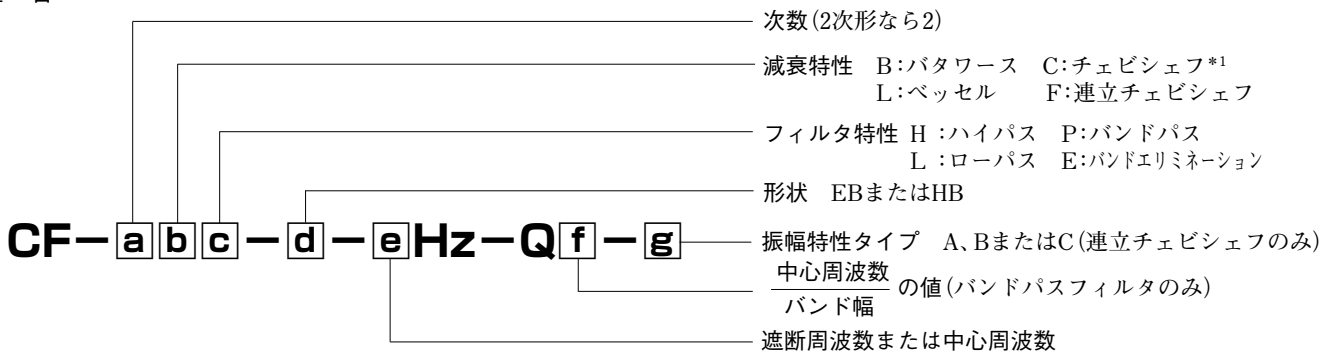 次数(2次形なら2)
減衰特性 B:バタワース C:チェビシェフ*1
L:ベッセル F:連立チェビシェフ
フィルタ特性 H:ハイパス P:バンドパス
L:ローパス E:バンドエリミネーション
形状 EBまたはHB
CF－a b c－d－e Hz－Q f－g
振幅特性タイプ A、BまたはC(連立チェビシェフのみ)
中心周波数
バンド幅
の値(バンドパスフィルタのみ)
遮断周波数または中心周波数